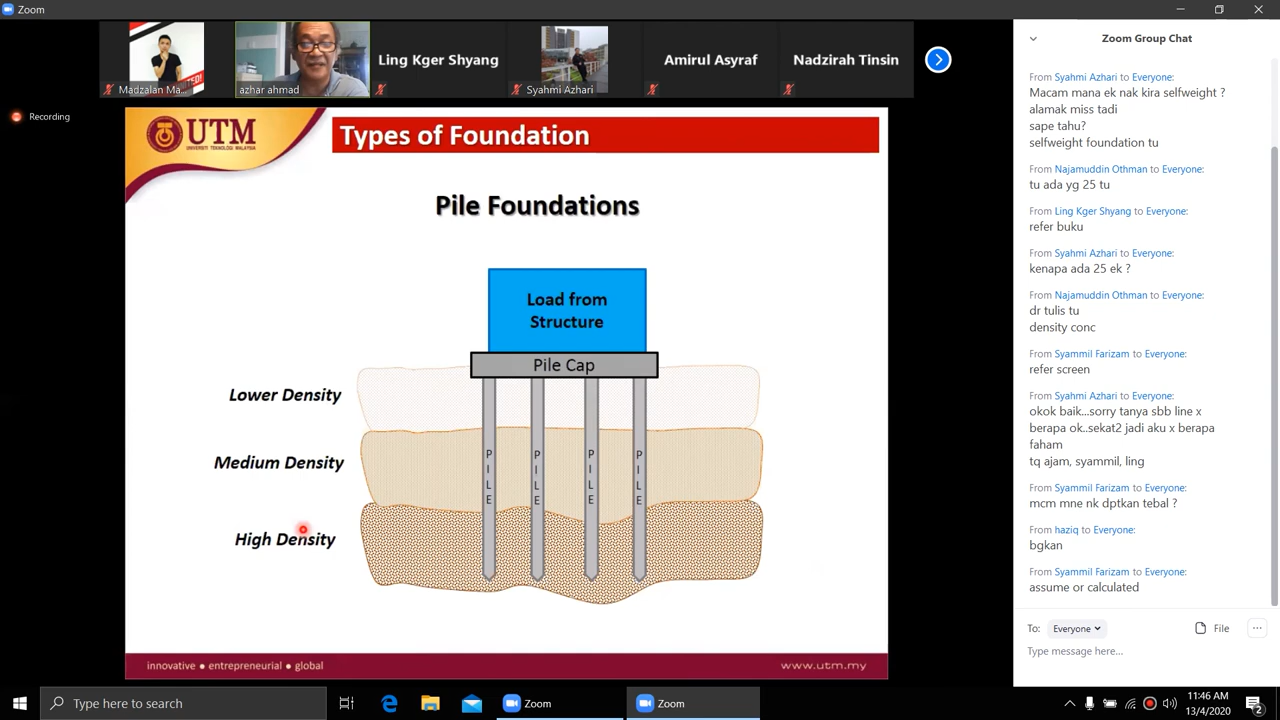 Zoom
Madzalan Ma...
azhar ahmad
Ling Kger Shyang
Syahmi Azhari
Amirul Asyraf
Nadzirah Tinsin
Recording
UTM
UNIVERSITI TEKNOLOGI MALAYSIA
Types of Foundation
Pile Foundations
Load from
Structure
Pile Cap
Lower Density
Medium Density
High Density
PILE
PILE
PILE
PILE
innovative ● entrepreneurial ● global
www.utm.my
Zoom Group Chat
From Syahmi Azhari to Everyone:
Macam mana ek nak kira selfweight ?
alamak miss tadi
sape tahu?
selfweight foundation tu
From Najamuddin Othman to Everyone:
tu ada yg 25 tu
From Ling Kger Shyang to Everyone:
refer buku
From Syahmi Azhari to Everyone:
kenapa ada 25 ek ?
From Najamuddin Othman to Everyone:
dr tulis tu
density conc
From Syammil Farizam to Everyone:
refer screen
From Syahmi Azhari to Everyone:
okok baik...sorry tanya sbb line x
berapa ok..sekat2 jadi aku x berapa
faham
tq ajam, syammil, ling
From Syammil Farizam to Everyone:
mcm mne nk dptkan tebal ?
From haziq to Everyone:
bgkan
From Syammil Farizam to Everyone:
assume or calculated
To: Everyone
File
Type message here...
Type here to search
Zoom
Zoom
11:46 AM
13/4/2020
2